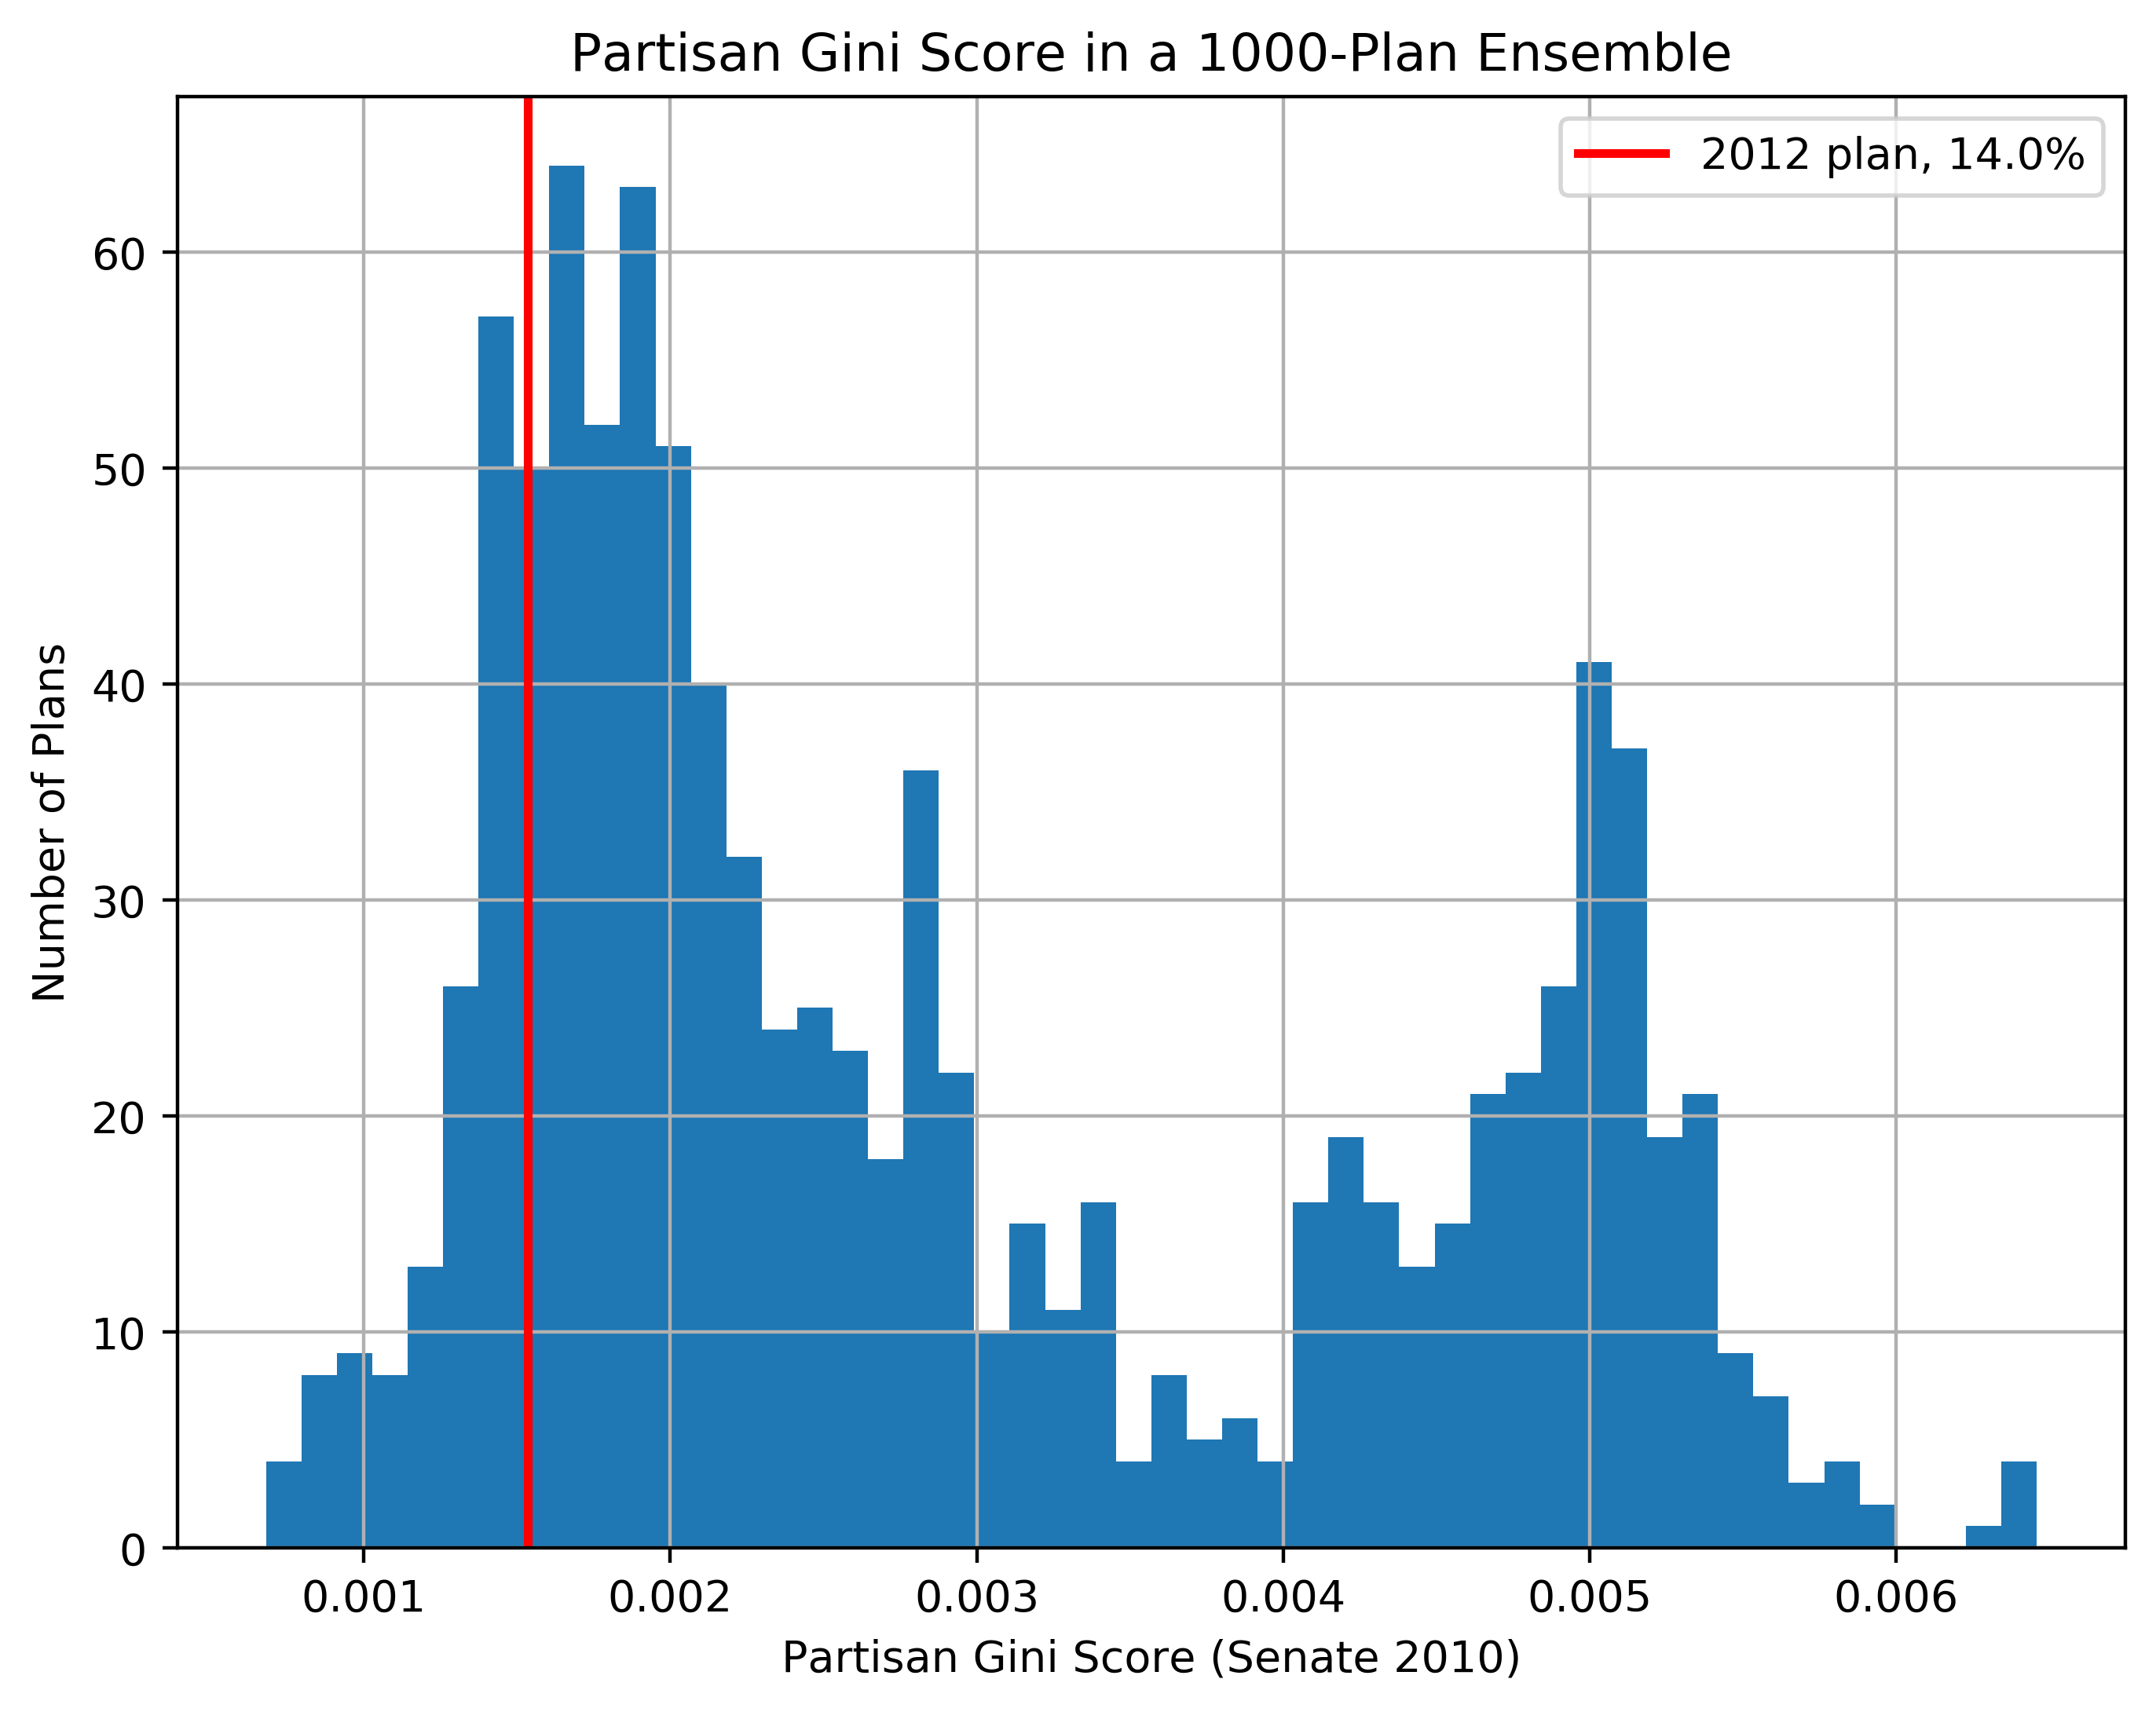 Partisan Gini Score in a 1000-Plan Ensemble
2012 plan, 14.0%
Number of Plans
60
50
40
30
20
10
0
0.001 0.002 0.003 0.004 0.005 0.006
Partisan Gini Score (Senate 2010)